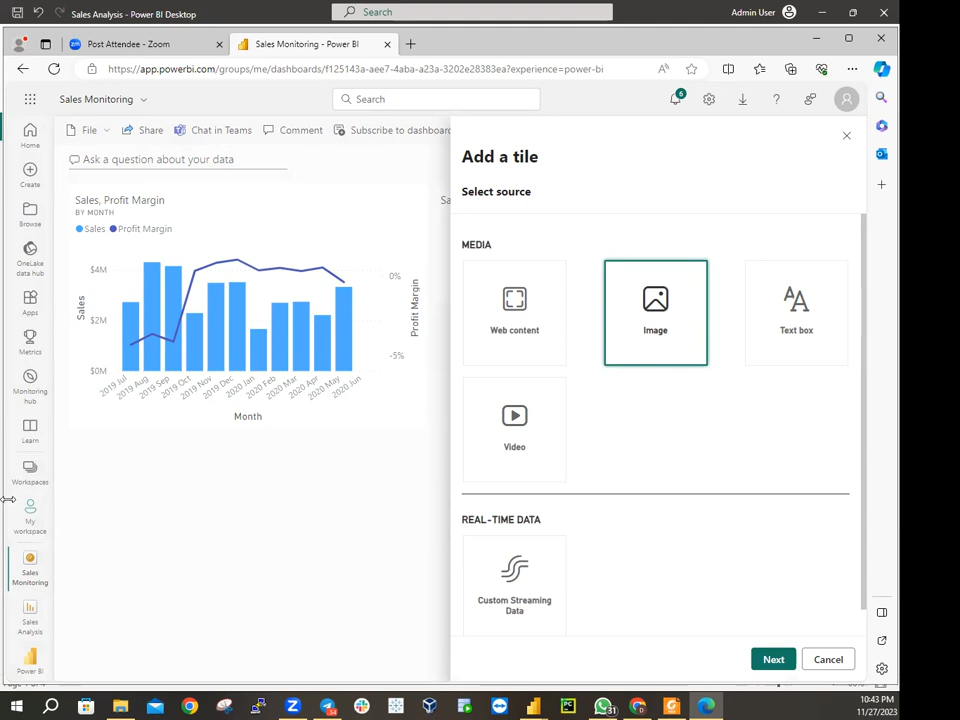 Sales Analysis - Power BI Desktop
Search
Admin User
Post Attendee - Zoom
Sales Monitoring - Power BI
https://app.powerbi.com/groups/me/dashboards/f125143a-aee7-4aba-a23a-3202e28383ea?experience=power-bi
Sales Monitoring
Search
6
File
Share
Chat in Teams
Comment
Subscribe to dashboard
Ask a question about your data
Home
Create
Browse
OneLake
data hub
Apps
Metrics
Monitoring
hub
Learn
Workspaces
My
workspace
Sales
Monitoring
Sales
Analysis
Power BI
Sales, Profit Margin
BY MONTH
Sales
Profit Margin
$4M
$2M
$0M
Sales
0%
-5%
Profit Margin
2019 Jul
2019 Aug
2019 Sep
2019 Oct
2019 Nov
2019 Dec
2020 Jan
2020 Feb
2020 Mar
2020 Apr
2020 May
2020 Jun
Month
Sa
Add a tile
Select source
MEDIA
Web content
Image
Text box
Video
REAL-TIME DATA
Custom Streaming
Data
Next
Cancel
54
31
10:43 PM
11/27/2023